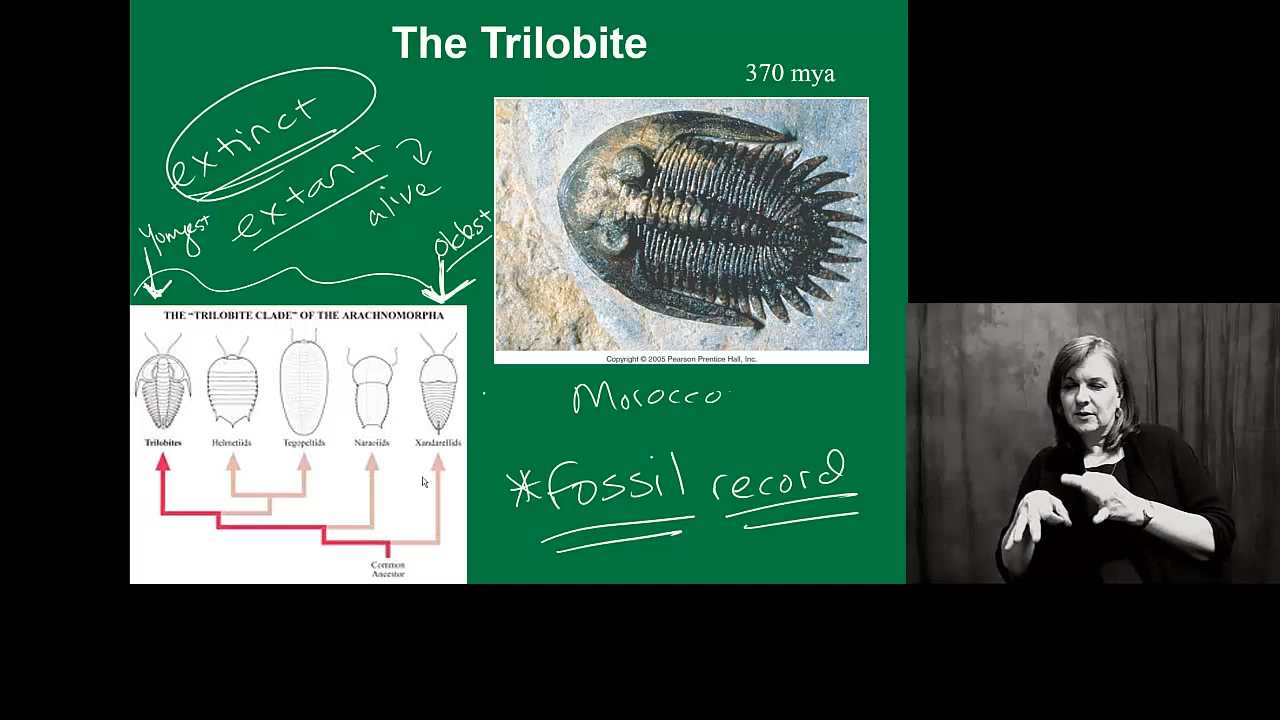 The Trilobite
370 mya
extinct
extant
alive
Youngest
oldest
THE “TRILOBITE CLADE” OF THE ARACHNOMORPHA
Trilobites Helmetiids Tegopeltids Naraoiids Xandarellids
Common
Ancestor
Copyright © 2005 Pearson Prentice Hall, Inc.
Morocco
*Fossil record